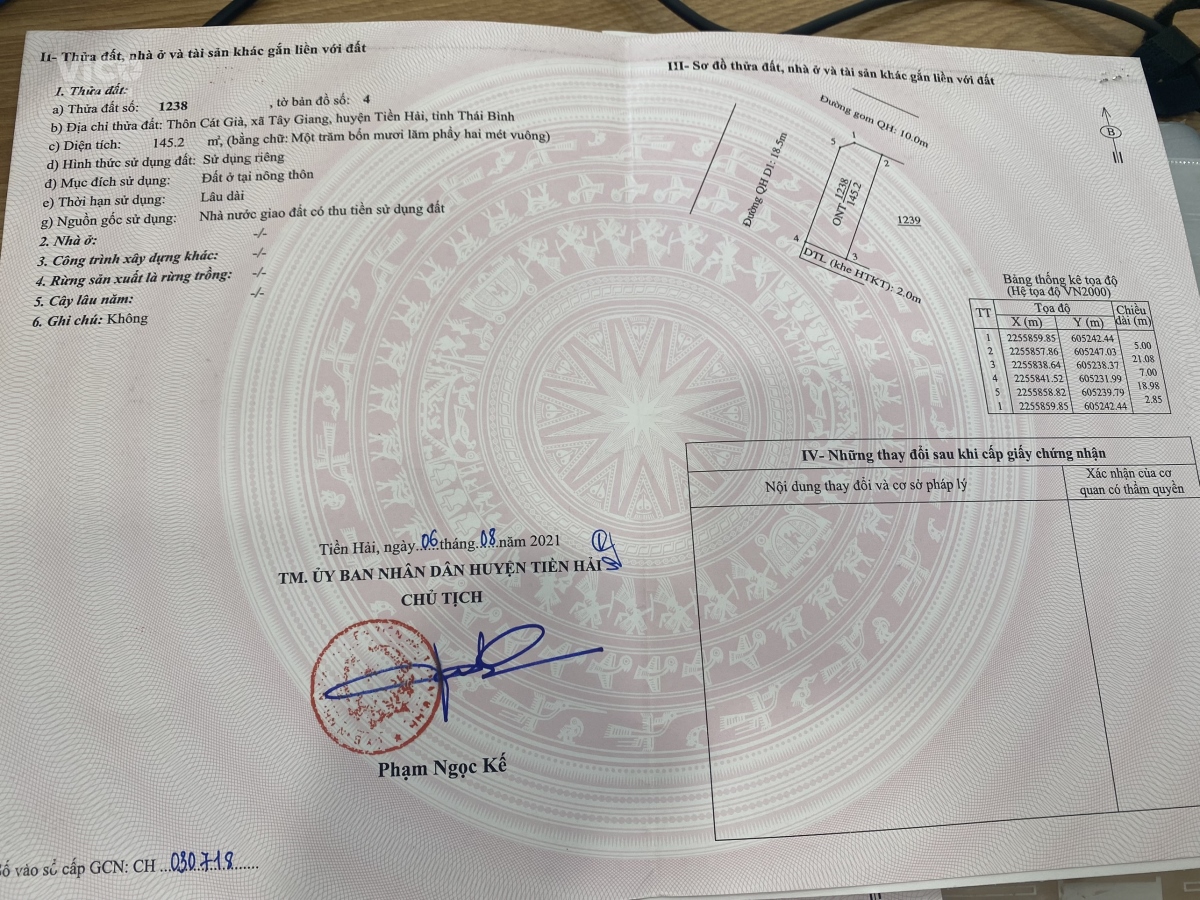 II- Thửa đất, nhà ở và tài sản khác gắn liền với đất
1. Thửa đất:
a) Thửa đất số: 1238 , tờ bản đồ số: 4
b) Địa chỉ thửa đất: Thôn Cát Già, xã Tây Giang, huyện Tiền Hải, tỉnh Thái Bình
c) Diện tích: 145.2 m², (bằng chữ: Một trăm bốn mươi lăm phẩy hai mét vuông)
d) Hình thức sử dụng đất: Sử dụng riêng
đ) Mục đích sử dụng: Đất ở tại nông thôn
e) Thời hạn sử dụng: Lâu dài
g) Nguồn gốc sử dụng: Nhà nước giao đất có thu tiền sử dụng đất
2. Nhà ở: -/-
3. Công trình xây dựng khác: -/-
4. Rừng sản xuất là rừng trồng: -/-
5. Cây lâu năm: -/-
6. Ghi chú: Không
Tiền Hải, ngày 06 tháng 08 năm 2021
TM. ỦY BAN NHÂN DÂN HUYỆN TIỀN HẢI
CHỦ TỊCH
Phạm Ngọc Kế
Số vào sổ cấp GCN: CH 030718
III- Sơ đồ thửa đất, nhà ở và tài sản khác gắn liền với đất
Đường gom QH: 10.0m
B
Đường QH D1: 18.5m
5
1
2
ONT 1238
145.2
1239
4
3
DTL (khe HTKT): 2.0m
Bảng thống kê tọa độ
(Hệ tọa độ VN2000)
TT Tọa độ Chiều dài (m)
X (m) Y (m)
1 2255859.85 605242.44
5.00
2 2255857.86 605247.03
21.08
3 2255838.64 605238.37
7.00
4 2255841.52 605231.99
18.98
5 2255858.82 605239.79
2.85
1 2255859.85 605242.44
IV- Những thay đổi sau khi cấp giấy chứng nhận
Nội dung thay đổi và cơ sở pháp lý
Xác nhận của cơ
quan có thẩm quyền